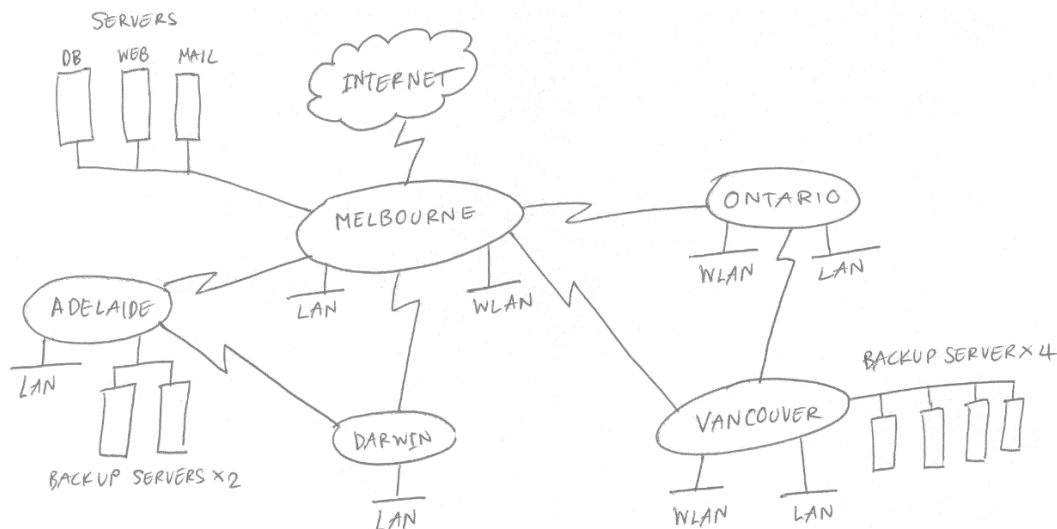 SERVERS
DB WEB MAIL
INTERNET
MELBOURNE
ONTARIO
WLAN LAN
ADELAIDE
LAN WLAN
LAN
BACKUP SERVERS ×2
DARWIN
LAN
BACKUP SERVER × 4
VANCOUVER
WLAN LAN